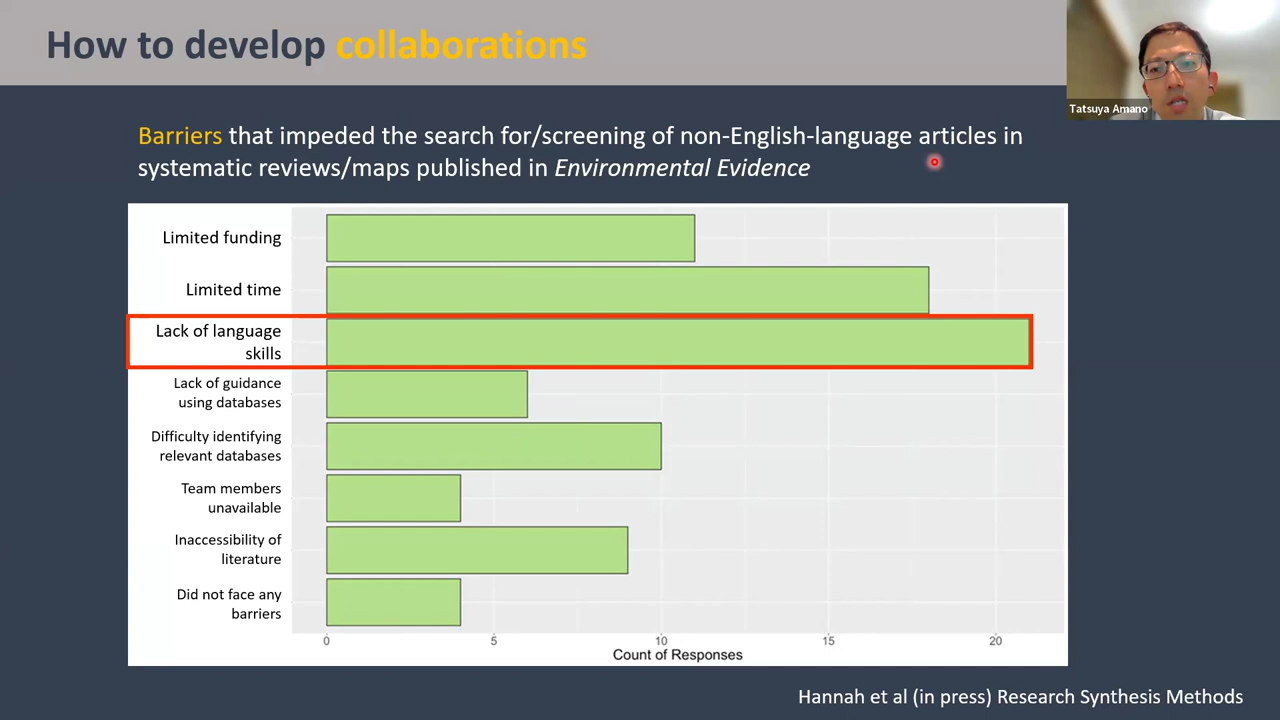 How to develop collaborations
Tatsuya Amano
Barriers that impeded the search for/screening of non-English-language articles in
systematic reviews/maps published in Environmental Evidence
Limited funding
Limited time
Lack of language
skills
Lack of guidance
using databases
Difficulty identifying
relevant databases
Team members
unavailable
Inaccessibility of
literature
Did not face any
barriers
0 5 10 15 20
Count of Responses
Hannah et al (in press) Research Synthesis Methods